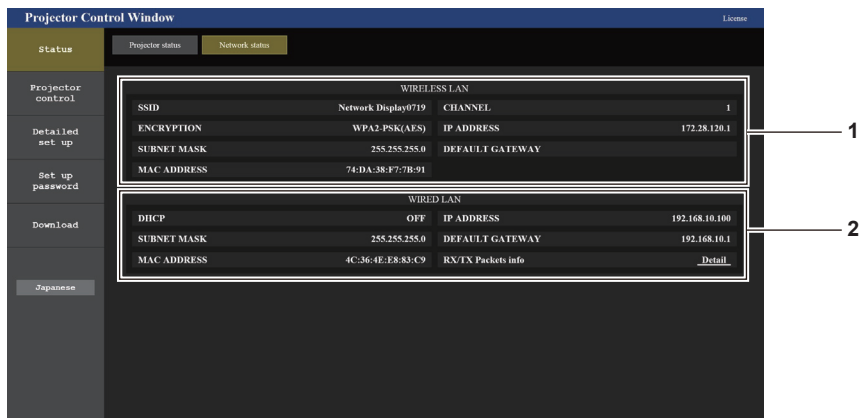 Projector Control Window License
Status
Projector status Network status
Projector
control
Detailed
set up
Set up
password
Download
Japanese
WIRELESS LAN
SSID Network Display0719 CHANNEL 1
ENCRYPTION WPA2-PSK(AES) IP ADDRESS 172.28.120.1
SUBNET MASK 255.255.255.0 DEFAULT GATEWAY
MAC ADDRESS 74:DA:38:F7:7B:91
1
WIRED LAN
DHCP OFF IP ADDRESS 192.168.10.100
SUBNET MASK 255.255.255.0 DEFAULT GATEWAY 192.168.10.1
MAC ADDRESS 4C:36:4E:E8:83:C9 RX/TX Packets info Detail
2